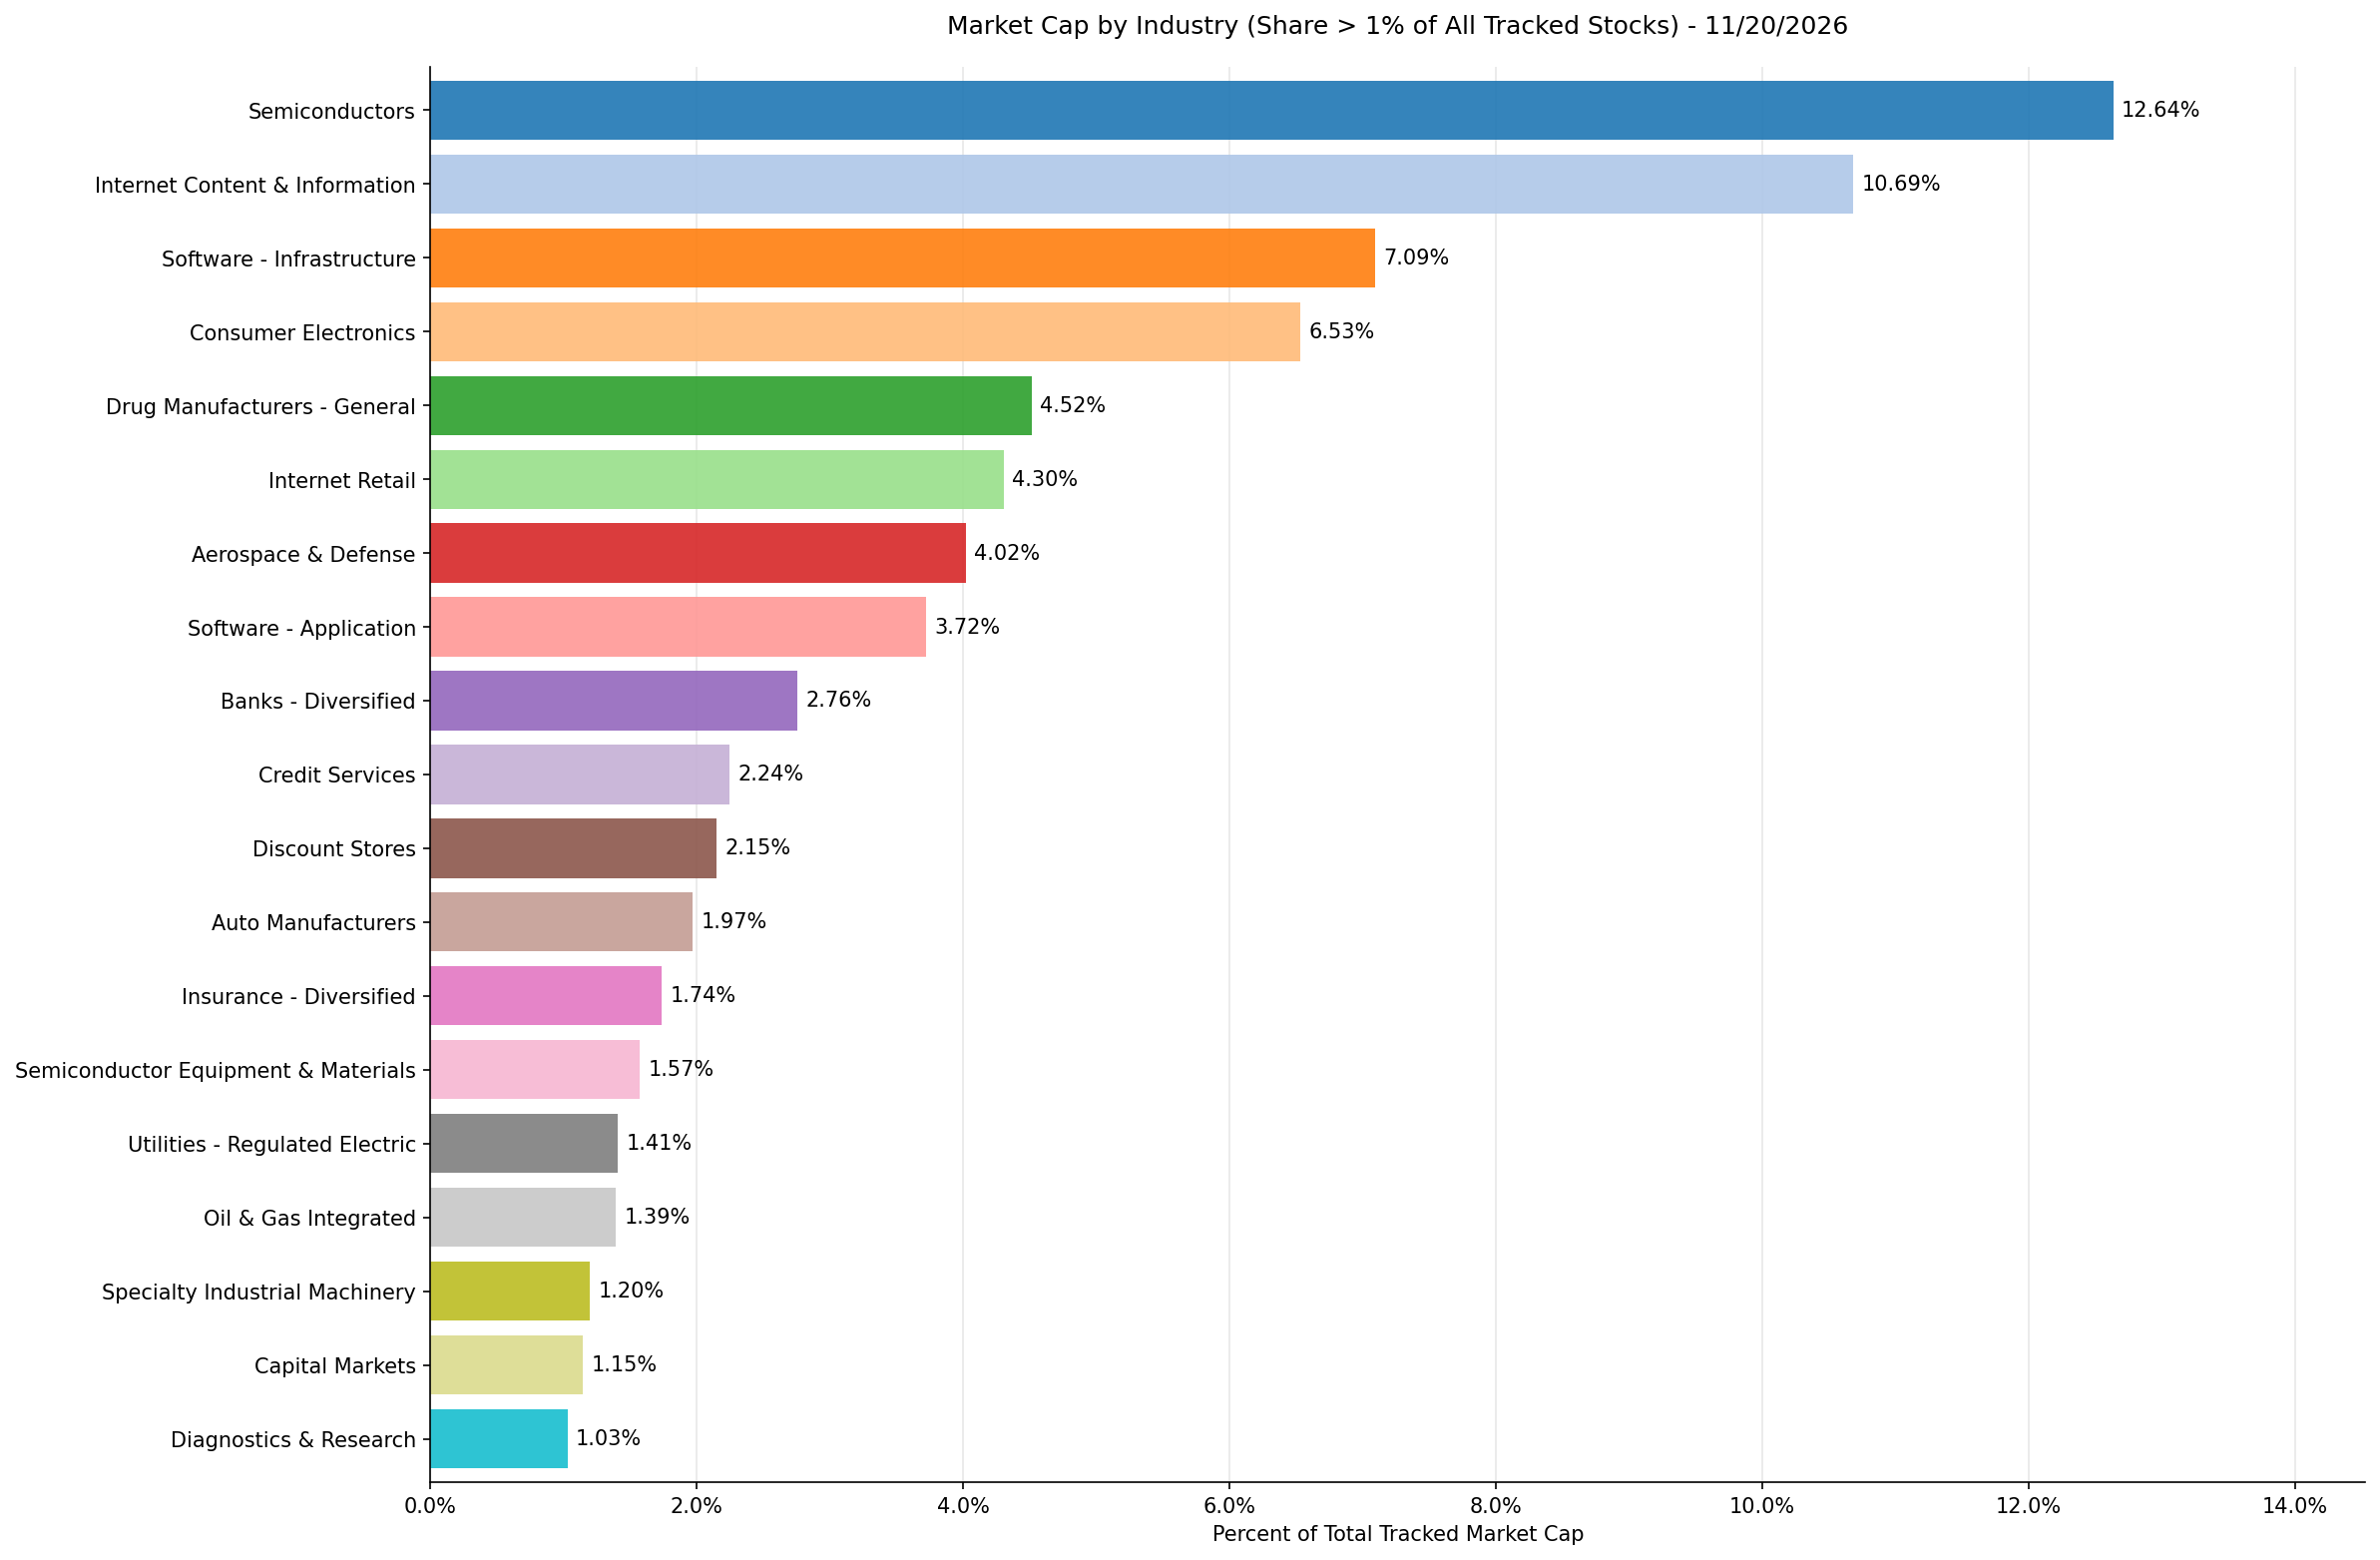 Market Cap by Industry (Share > 1% of All Tracked Stocks) - 11/20/2026
Semiconductors 12.64%
Internet Content & Information 10.69%
Software - Infrastructure 7.09%
Consumer Electronics 6.53%
Drug Manufacturers - General 4.52%
Internet Retail 4.30%
Aerospace & Defense 4.02%
Software - Application 3.72%
Banks - Diversified 2.76%
Credit Services 2.24%
Discount Stores 2.15%
Auto Manufacturers 1.97%
Insurance - Diversified 1.74%
Semiconductor Equipment & Materials 1.57%
Utilities - Regulated Electric 1.41%
Oil & Gas Integrated 1.39%
Specialty Industrial Machinery 1.20%
Capital Markets 1.15%
Diagnostics & Research 1.03%
0.0% 2.0% 4.0% 6.0% 8.0% 10.0% 12.0% 14.0%
Percent of Total Tracked Market Cap